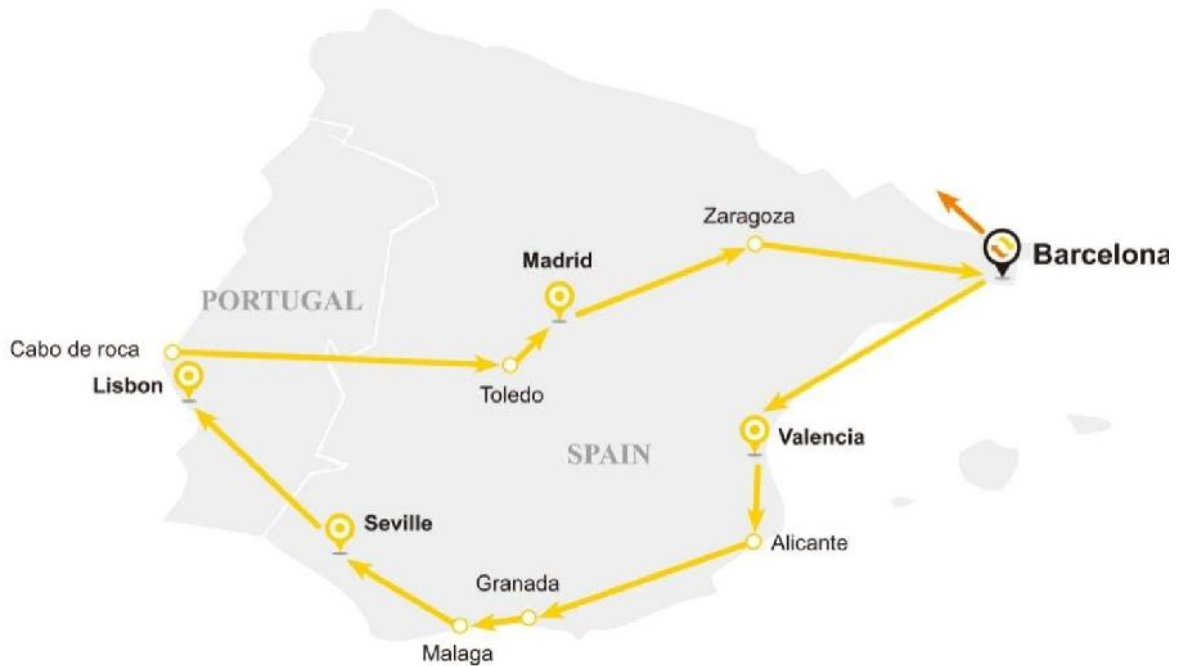 Zaragoza
Barcelona
Madrid
PORTUGAL
Cabo de roca
Lisbon
Toledo
Valencia
SPAIN
Seville
Alicante
Granada
Malaga